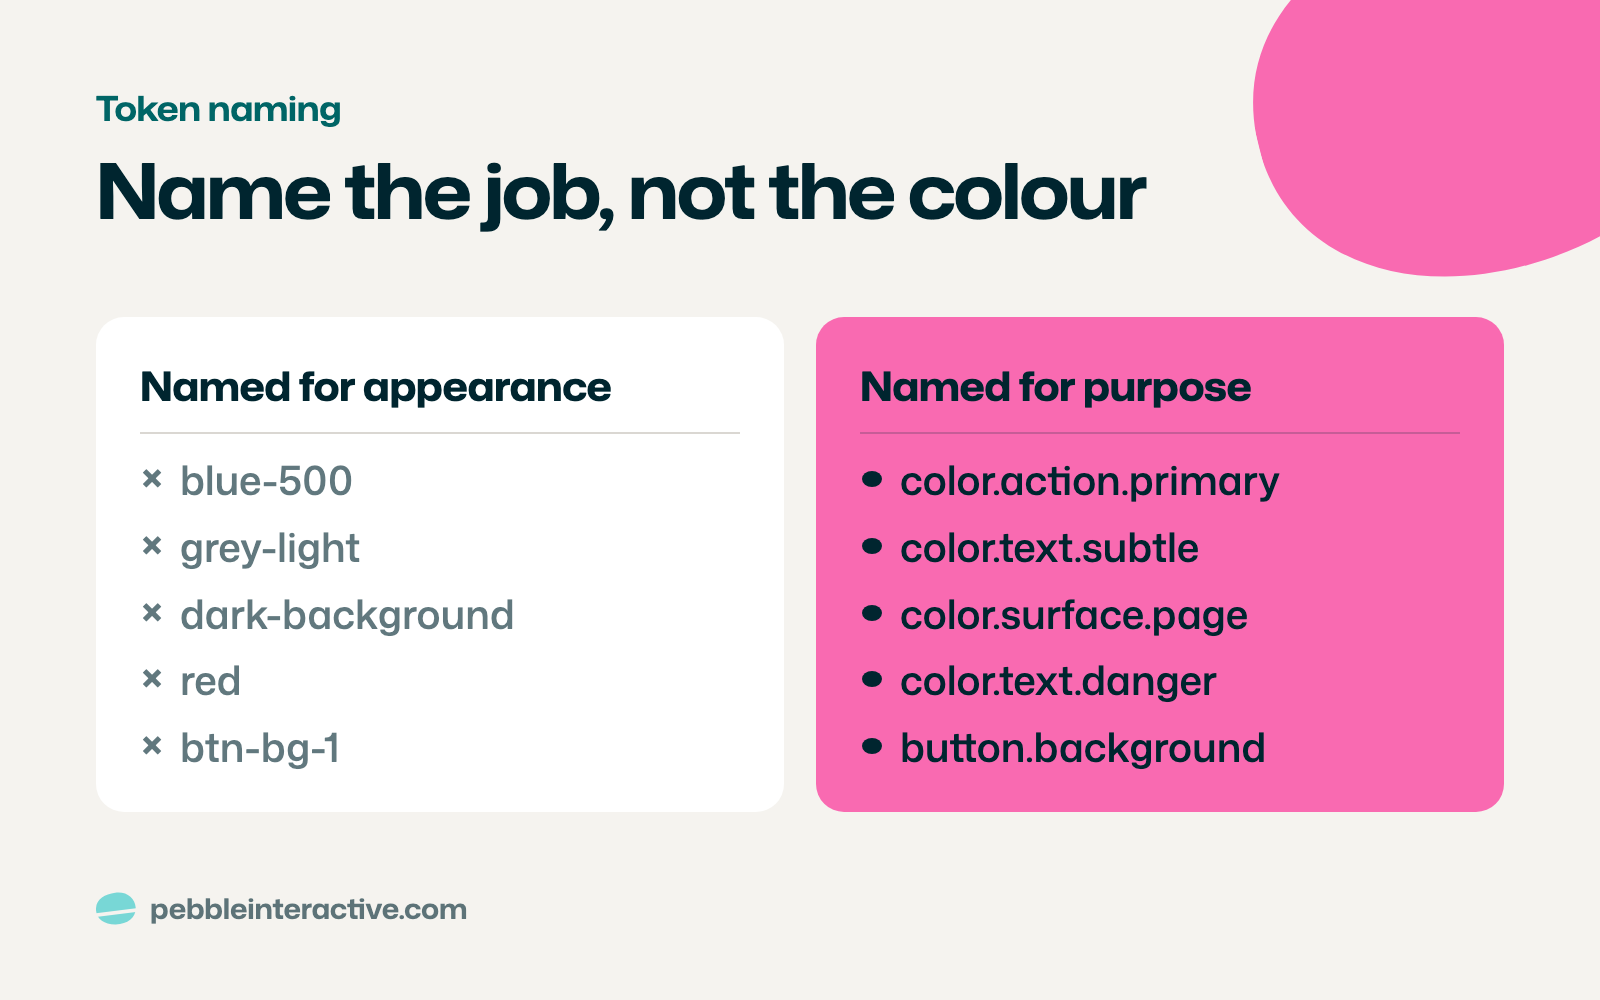 Token naming
Name the job, not the colour
Named for appearance
× blue-500
× grey-light
× dark-background
× red
× btn-bg-1
Named for purpose
● color.action.primary
● color.text.subtle
● color.surface.page
● color.text.danger
● button.background
pebbleinteractive.com